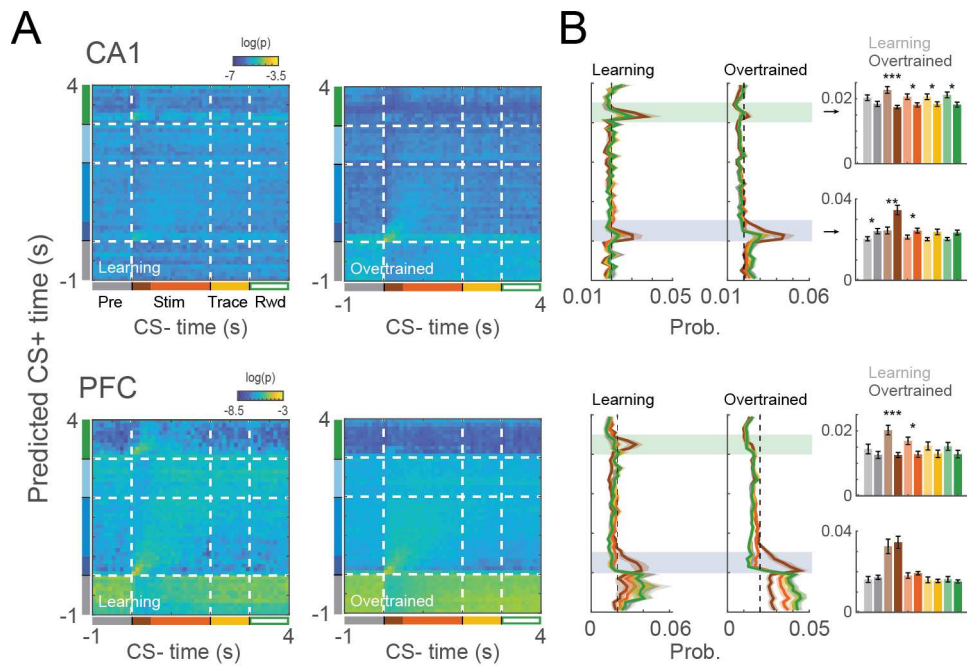 A
B
CA1
log(p)
-7 -3.5
4
-1
Learning
Overtrained
Pre Stim Trace Rwd
-1 4
-1 4
CS- time (s)
CS- time (s)
Predicted CS+ time (s)
Learning
Overtrained
0.01 0.05
0.01 0.06
Prob.
Learning
Overtrained
0.02
0
*** * * *
0.04
0
* ** *
PFC
log(p)
-8.5 -3
4
-1
Learning
Overtrained
-1 4
-1 4
CS- time (s)
CS- time (s)
Learning
Overtrained
0 0.06
0 0.05
Prob.
Learning
Overtrained
0.02
0
*** *
0.04
0